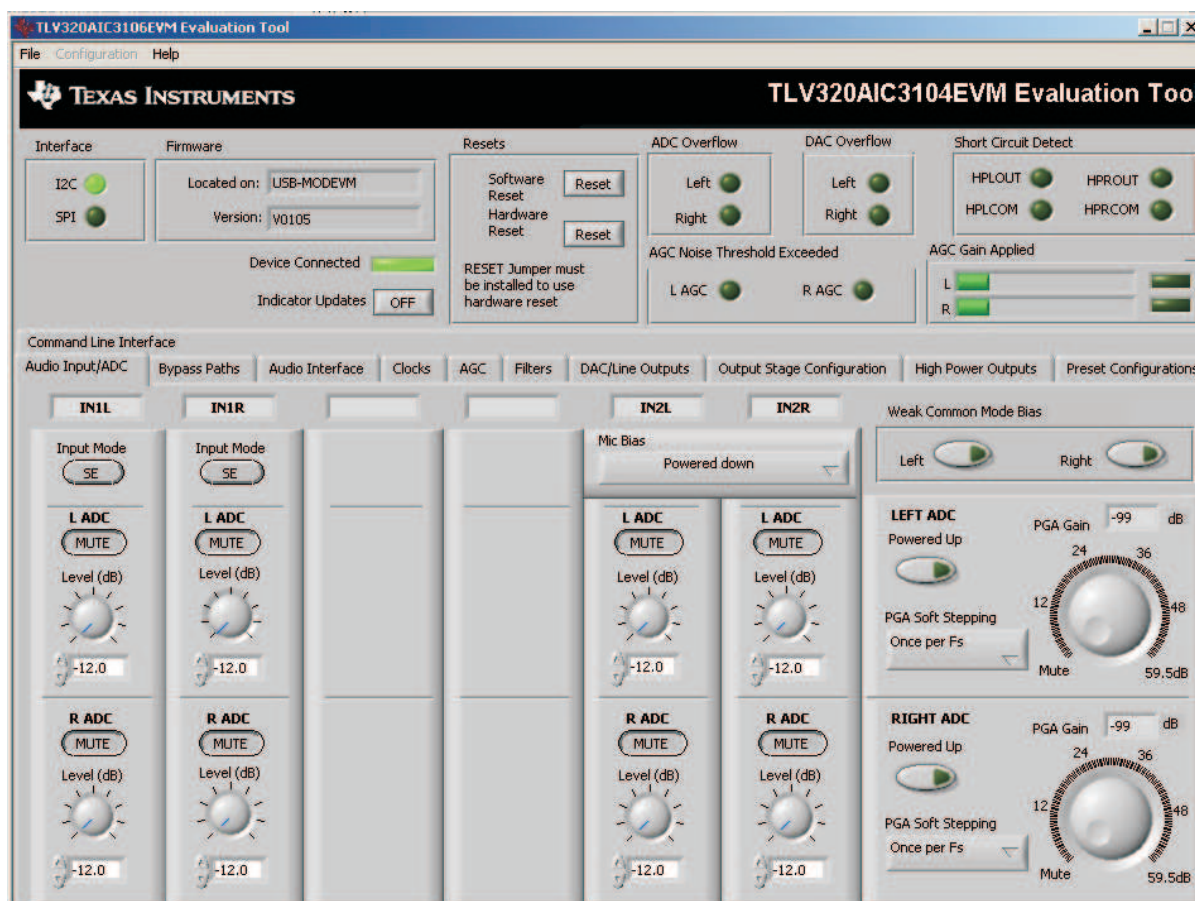 TLV320AIC3106EVM Evaluation Tool
File Configuration Help
TEXAS INSTRUMENTS
TLV320AIC3104EVM Evaluation Tool
Interface
I2C
SPI
Firmware
Located on: USB-MODEVM
Version: V0105
Device Connected
Indicator Updates OFF
Resets
Software Reset Reset
Hardware Reset Reset
RESET Jumper must
be installed to use
hardware reset
ADC Overflow
Left
Right
DAC Overflow
Left
Right
Short Circuit Detect
HPLOUT HPROUT
HPLCOM HPRCOM
AGC Noise Threshold Exceeded
L AGC R AGC
AGC Gain Applied
L
R
Command Line Interface
Audio Input/ADC Bypass Paths Audio Interface Clocks AGC Filters DAC/Line Outputs Output Stage Configuration High Power Outputs Preset Configurations
IN1L IN1R IN2L IN2R
Input Mode Input Mode
SE SE
Mic Bias
Powered down
L ADC L ADC L ADC L ADC
MUTE MUTE MUTE MUTE
Level (dB) Level (dB) Level (dB) Level (dB)
-12.0 -12.0 -12.0 -12.0
R ADC R ADC R ADC R ADC
MUTE MUTE MUTE MUTE
Level (dB) Level (dB) Level (dB) Level (dB)
-12.0 -12.0 -12.0 -12.0
Weak Common Mode Bias
Left Right
LEFT ADC
Powered Up
PGA Gain -99 dB
PGA Soft Stepping
Once per Fs
24 36
12 48
Mute 59.5dB
RIGHT ADC
Powered Up
PGA Gain -99 dB
PGA Soft Stepping
Once per Fs
24 36
12 48
Mute 59.5dB